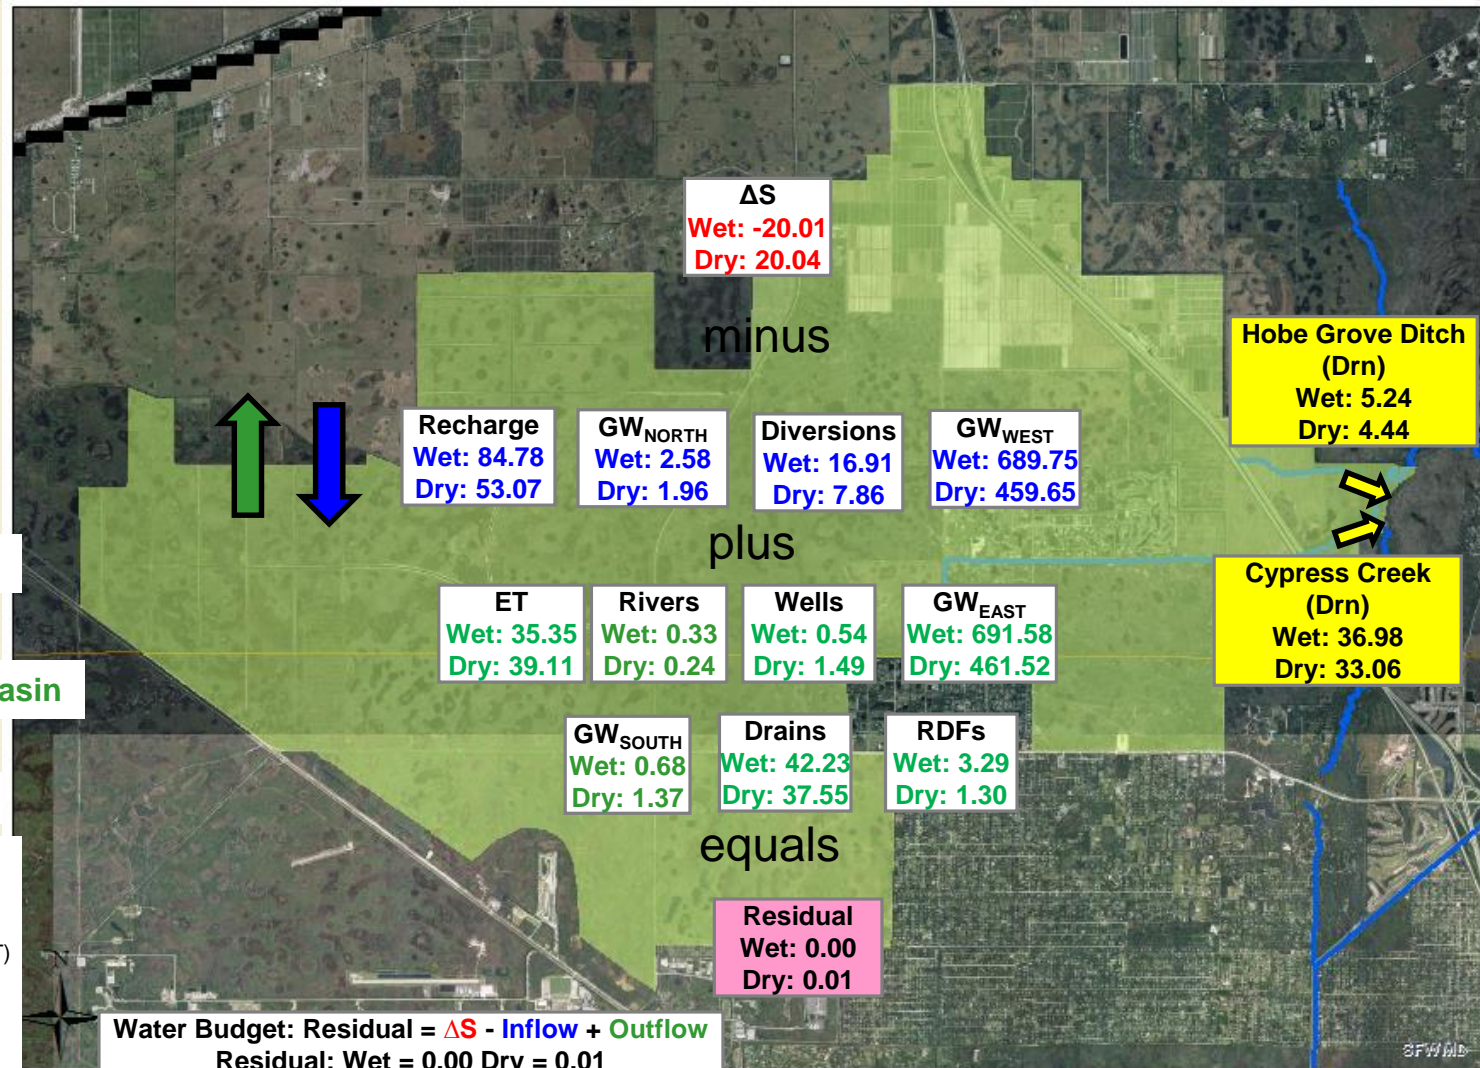 ΔS
Wet: -20.01
Dry: 20.04
minus
Hobe Grove Ditch
(Drn)
Wet: 5.24
Dry: 4.44
Recharge
Wet: 84.78
Dry: 53.07
GW_NORTH
Wet: 2.58
Dry: 1.96
Diversions
Wet: 16.91
Dry: 7.86
GW_WEST
Wet: 689.75
Dry: 459.65
plus
Cypress Creek
(Drn)
Wet: 36.98
Dry: 33.06
ET
Wet: 35.35
Dry: 39.11
Rivers
Wet: 0.33
Dry: 0.24
Wells
Wet: 0.54
Dry: 1.49
GW_EAST
Wet: 691.58
Dry: 461.52
asin
GW_SOUTH
Wet: 0.68
Dry: 1.37
Drains
Wet: 42.23
Dry: 37.55
RDFs
Wet: 3.29
Dry: 1.30
equals
Residual
Wet: 0.00
Dry: 0.01
T)
N
Water Budget: Residual = ΔS - Inflow + Outflow
Residual: Wet = 0.00 Dry = 0.01
SFWMD